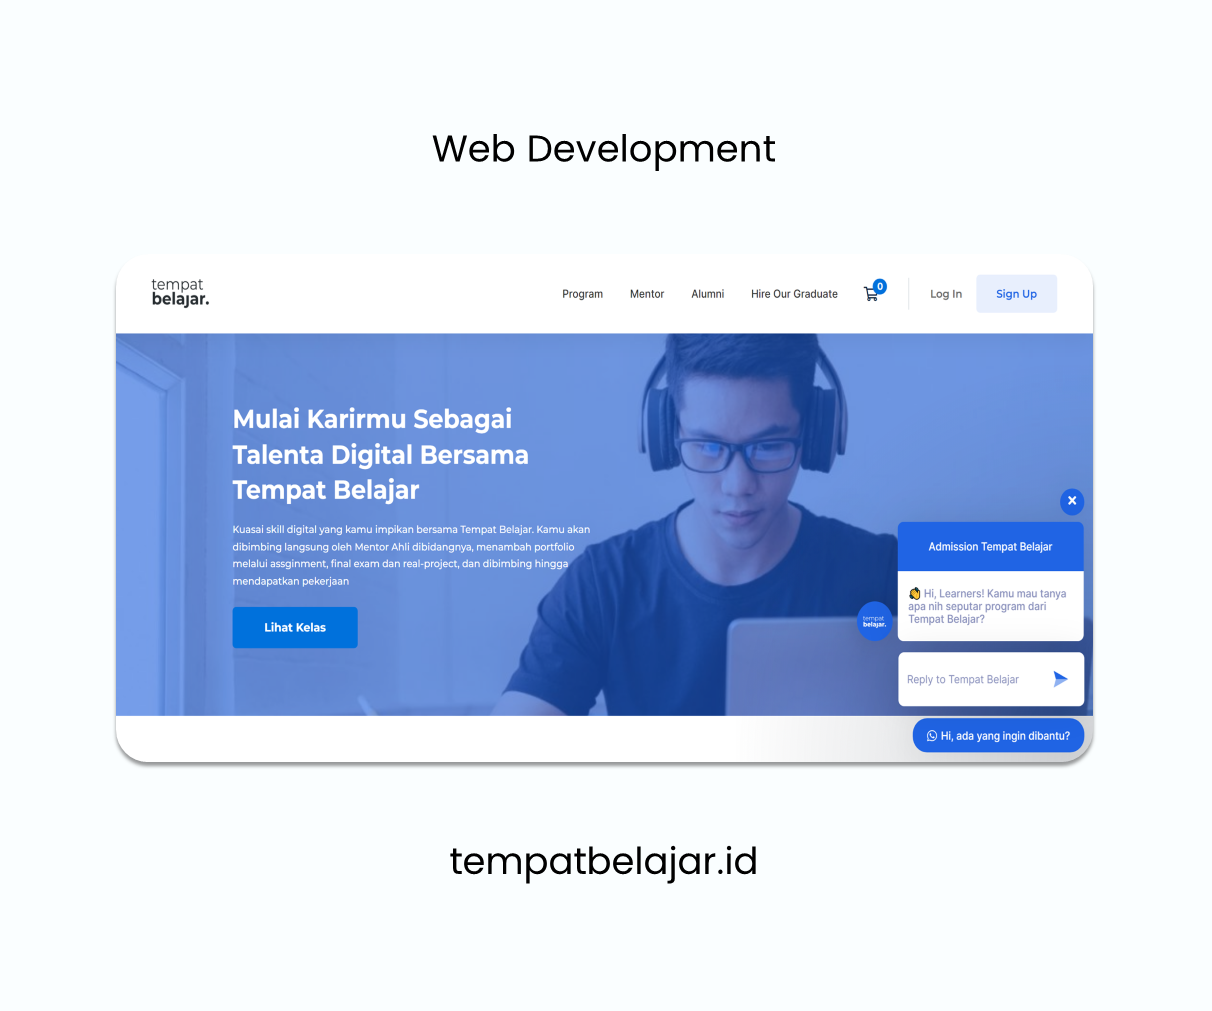 Web Development
tempat
belajar.
Program Mentor Alumni Hire Our Graduate 0 Log In Sign Up
Mulai Karirmu Sebagai
Talenta Digital Bersama
Tempat Belajar
Kuasai skill digital yang kamu impikan bersama Tempat Belajar. Kamu akan
dibimbing langsung oleh Mentor Ahli dibidangnya, menambah portfolio
melalui assginment, final exam dan real-project, dan dibimbing hingga
mendapatkan pekerjaan
Lihat Kelas
Admission Tempat Belajar
👏 Hi, Learners! Kamu mau tanya
apa nih seputar program dari
Tempat Belajar?
tempat
belajar.
Reply to Tempat Belajar
Hi, ada yang ingin dibantu?
tempatbelajar.id